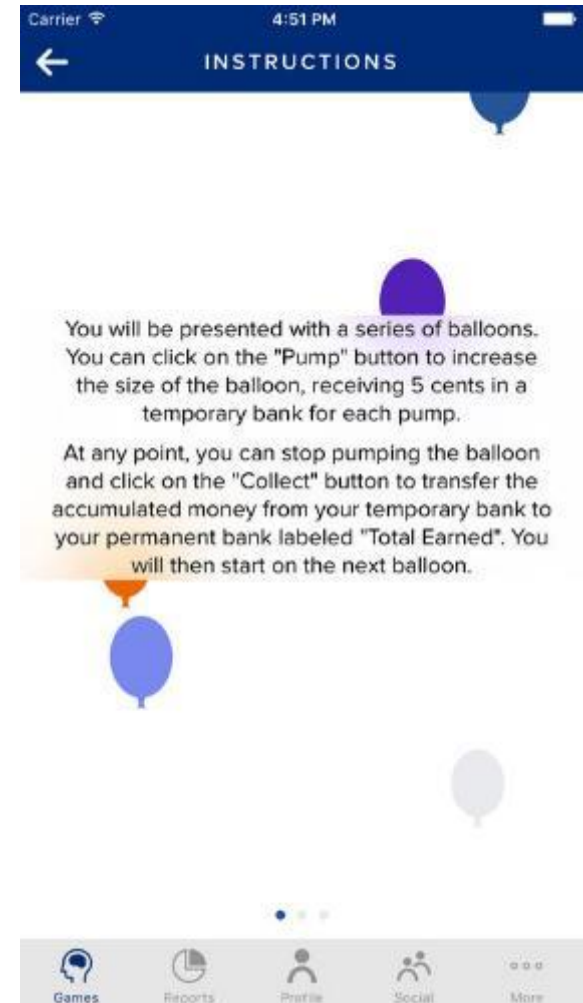 Carrier 4:51 PM
INSTRUCTIONS
You will be presented with a series of balloons.
You can click on the "Pump" button to increase
the size of the balloon, receiving 5 cents in a
temporary bank for each pump.
At any point, you can stop pumping the balloon
and click on the "Collect" button to transfer the
accumulated money from your temporary bank to
your permanent bank labeled "Total Earned". You
will then start on the next balloon.
Games Reports Profile Social More